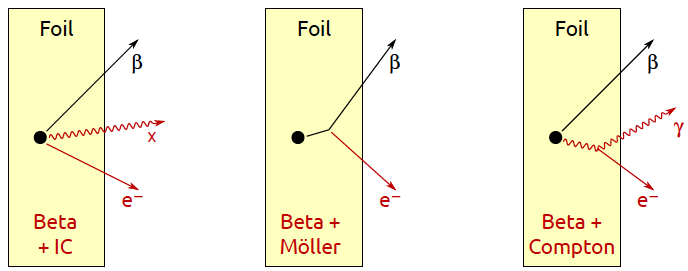 Foil
β
x
e⁻
Beta
+ IC
Foil
β
e⁻
Beta +
Möller
Foil
β
γ
e⁻
Beta +
Compton